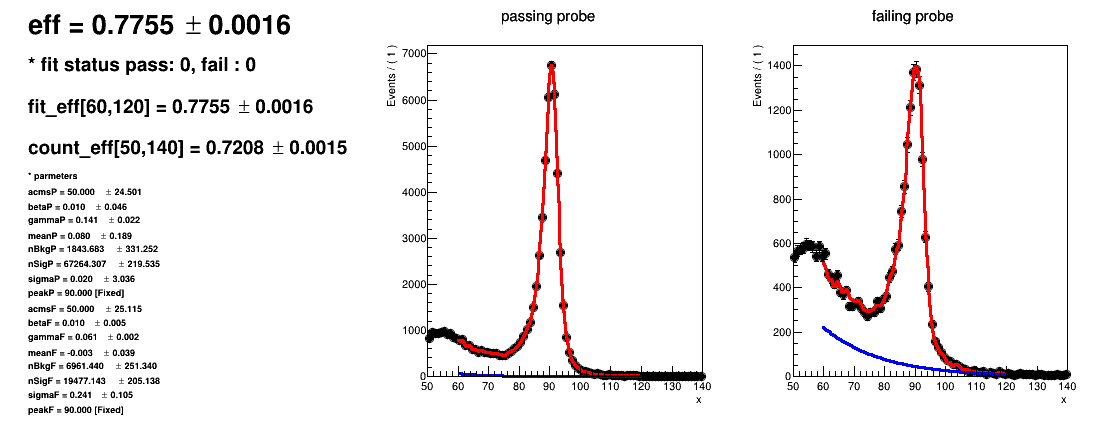 eff = 0.7755 ± 0.0016
* fit status pass: 0, fail : 0
fit_eff[60,120] = 0.7755 ± 0.0016
count_eff[50,140] = 0.7208 ± 0.0015
* parmeters
acmsP = 50.000 ± 24.501
betaP = 0.010 ± 0.046
gammaP = 0.141 ± 0.022
meanP = 0.080 ± 0.189
nBkgP = 1843.683 ± 331.252
nSigP = 67264.307 ± 219.535
sigmaP = 0.020 ± 3.036
peakP = 90.000 [Fixed]
acmsF = 50.000 ± 25.115
betaF = 0.010 ± 0.005
gammaF = 0.061 ± 0.002
meanF = -0.003 ± 0.039
nBkgF = 6961.440 ± 251.340
nSigF = 19477.143 ± 205.138
sigmaF = 0.241 ± 0.105
peakF = 90.000 [Fixed]
passing probe
Events / ( 1 )
7000
6000
5000
4000
3000
2000
1000
0
50 60 70 80 90 100 110 120 130 140
x
failing probe
Events / ( 1 )
1400
1200
1000
800
600
400
200
0
50 60 70 80 90 100 110 120 130 140
x